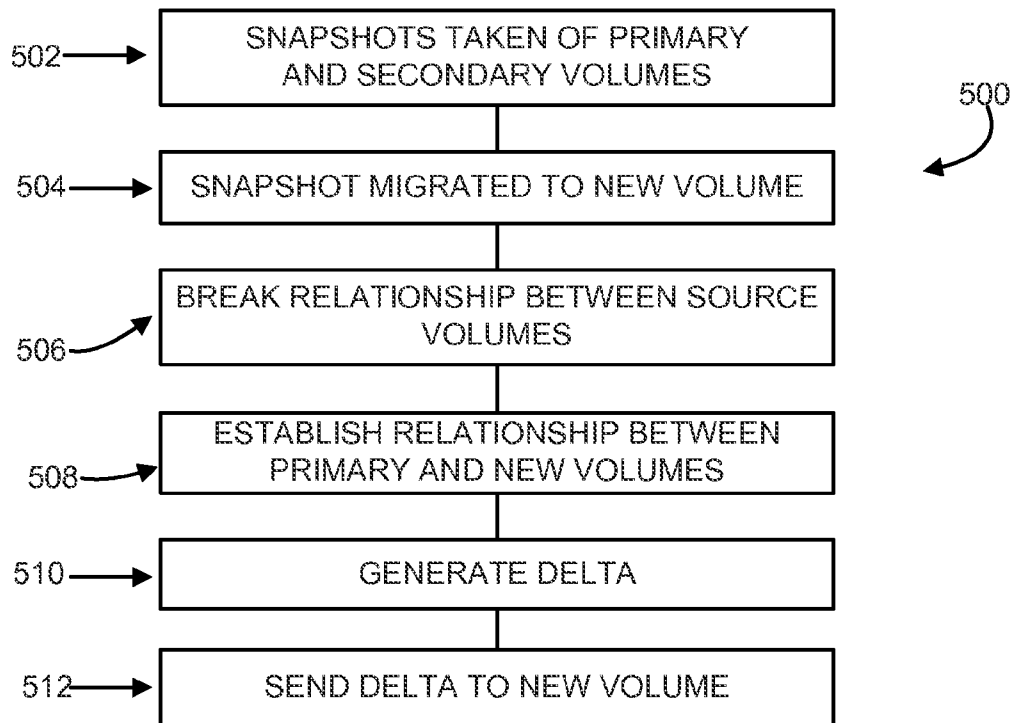 502
SNAPSHOTS TAKEN OF PRIMARY
AND SECONDARY VOLUMES
500
504
SNAPSHOT MIGRATED TO NEW VOLUME
BREAK RELATIONSHIP BETWEEN SOURCE
VOLUMES
506
ESTABLISH RELATIONSHIP BETWEEN
PRIMARY AND NEW VOLUMES
508
510
GENERATE DELTA
512
SEND DELTA TO NEW VOLUME